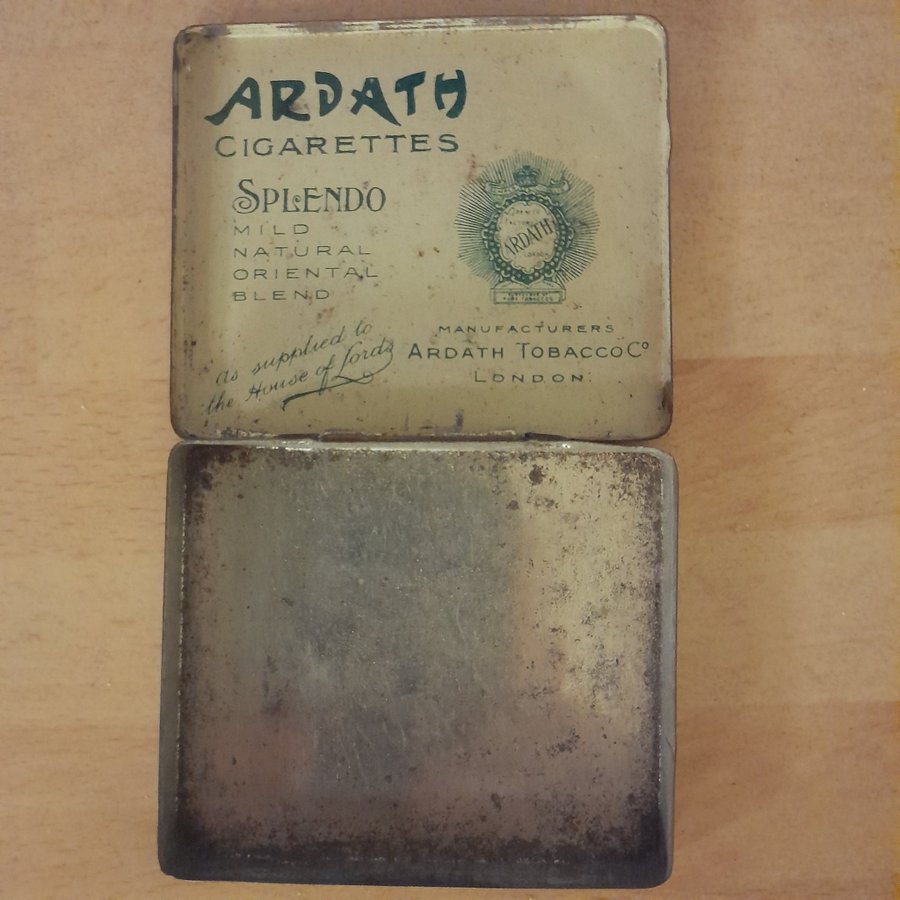 ARDATH
CIGARETTES
SPLENDO
MILD
NATURAL
ORIENTAL
BLEND
as supplied to
the House of Lords
ARDATH
LONDON
MANUFACTURERS
ARDATH TOBACCO Co
LONDON.